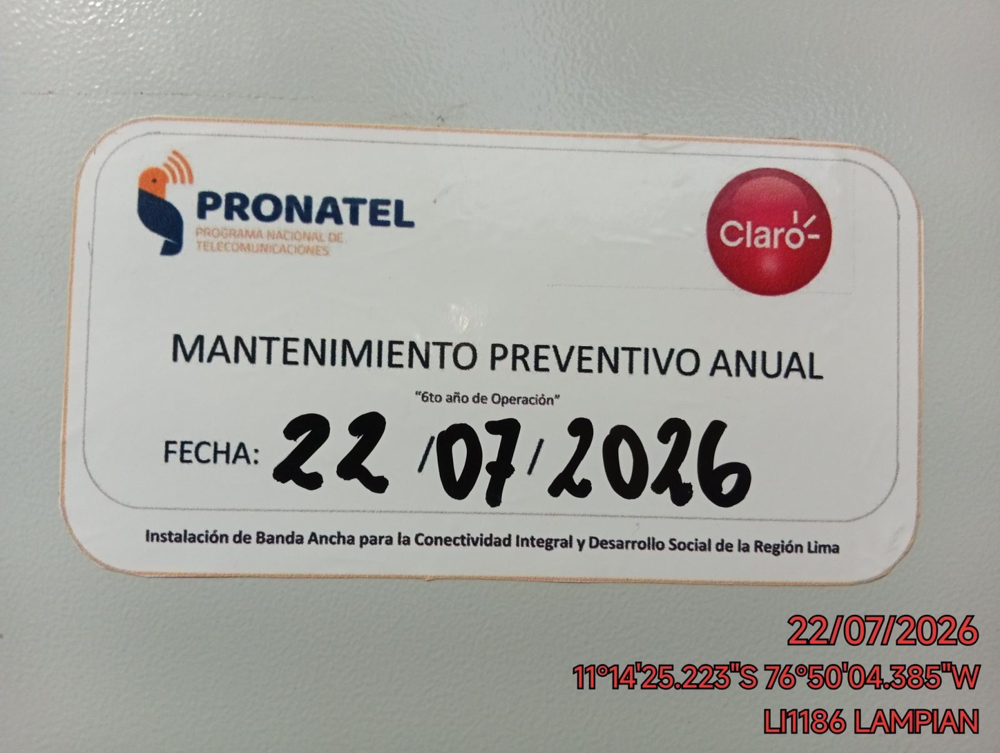 PRONATEL
PROGRAMA NACIONAL DE
TELECOMUNICACIONES
Claro
MANTENIMIENTO PREVENTIVO ANUAL
"6to año de Operación"
FECHA: 22/07/2026
Instalación de Banda Ancha para la Conectividad Integral y Desarrollo Social de la Región Lima
22/07/2026
11°14'25.223"S 76°50'04.385"W
LI1186 LAMPIAN